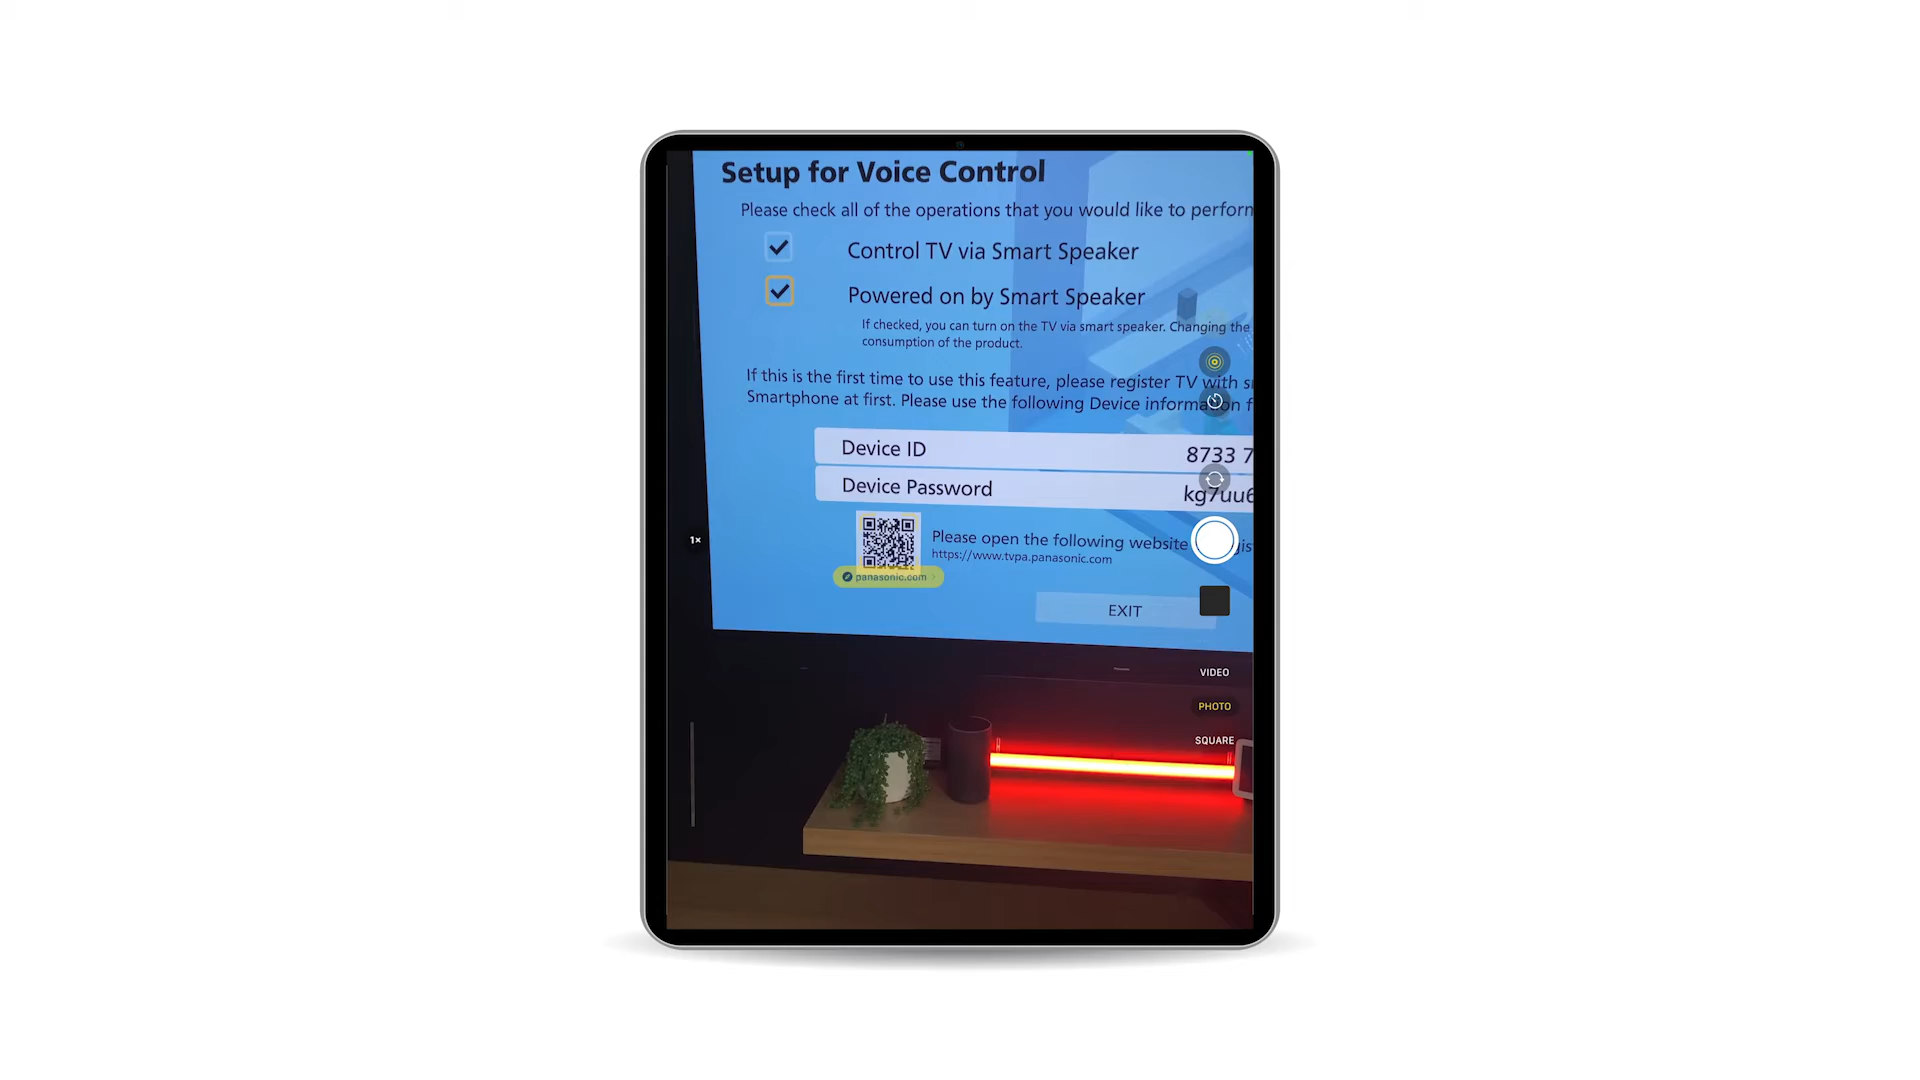 Setup for Voice Control
Please check all of the operations that you would like to perform
Control TV via Smart Speaker
Powered on by Smart Speaker
If checked, you can turn on the TV via smart speaker. Changing the
consumption of the product.
If this is the first time to use this feature, please register TV with
Smartphone at first. Please use the following Device information
Device ID 8733 7
Device Password kg7uu6
1×
Please open the following website
https://www.tvpa.panasonic.com
panasonic.com
EXIT
VIDEO
PHOTO
SQUARE